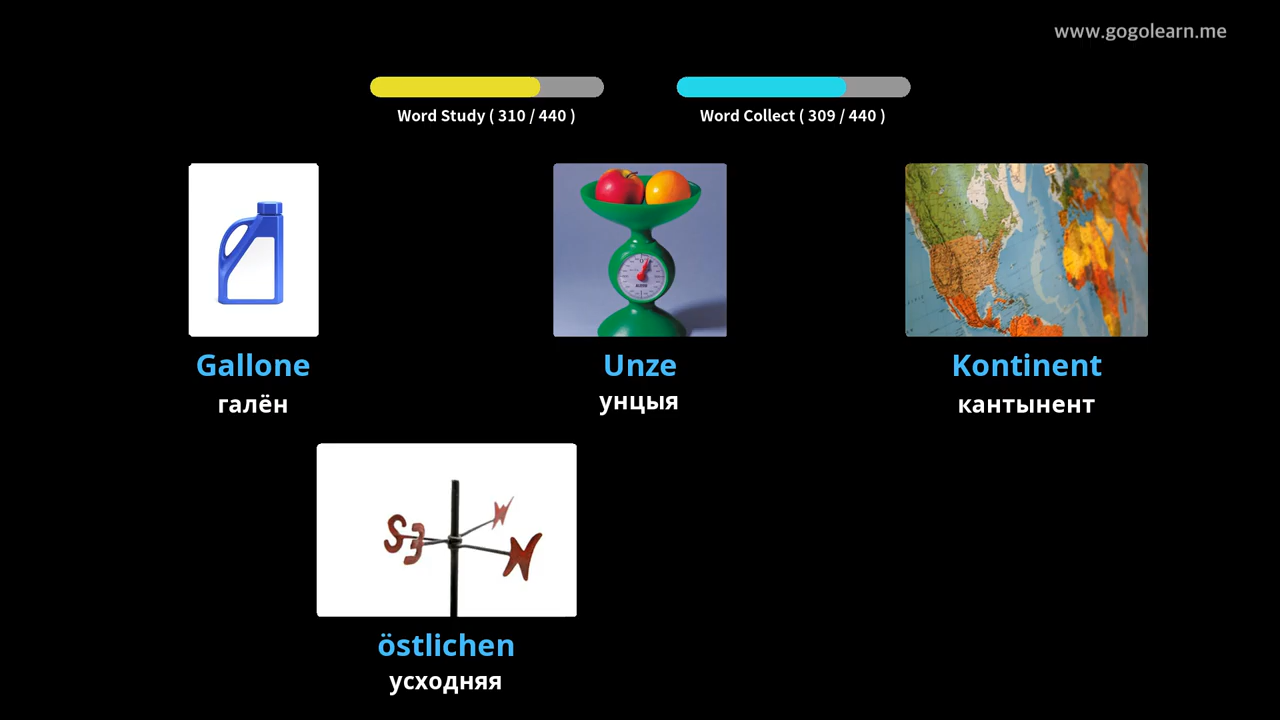 www.gogolearn.me
Word Study ( 310 / 440 )
Word Collect ( 309 / 440 )
Gallone
галён
Unze
унцыя
Kontinent
кантынент
S E N
östlichen
усходняя